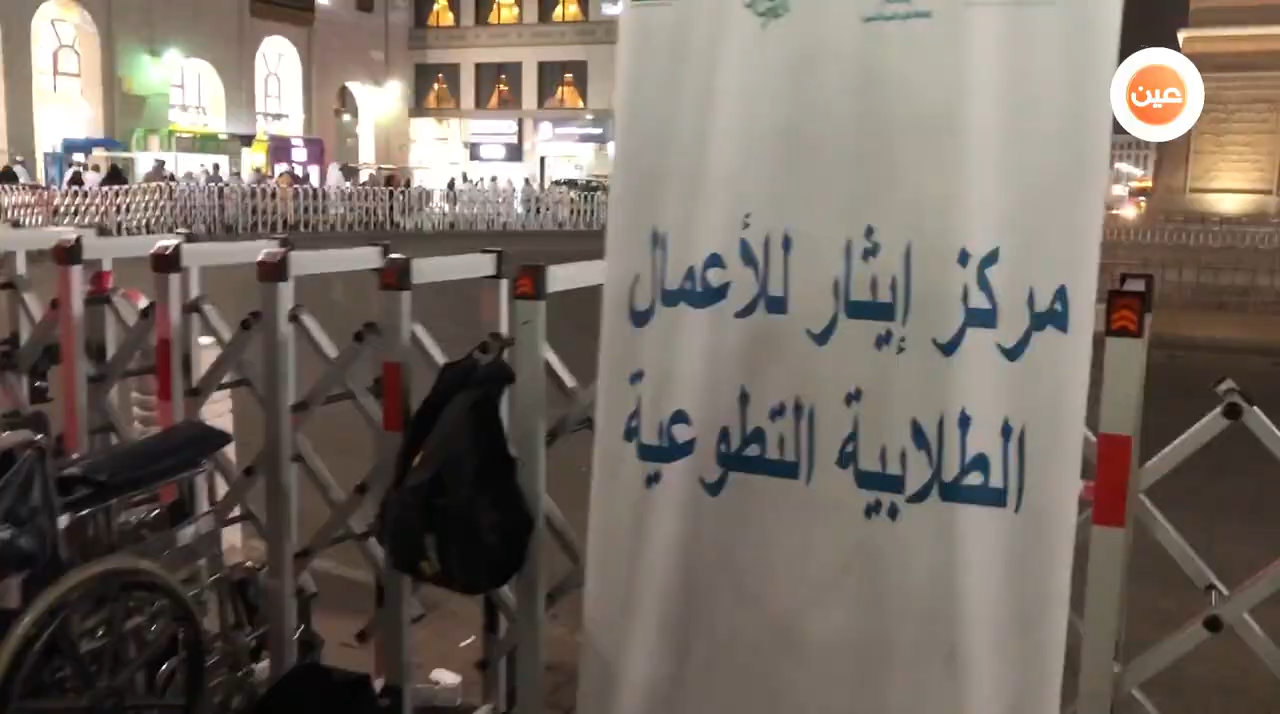 عين
مركز إيثار للأعمال
الطلابية التطوعية